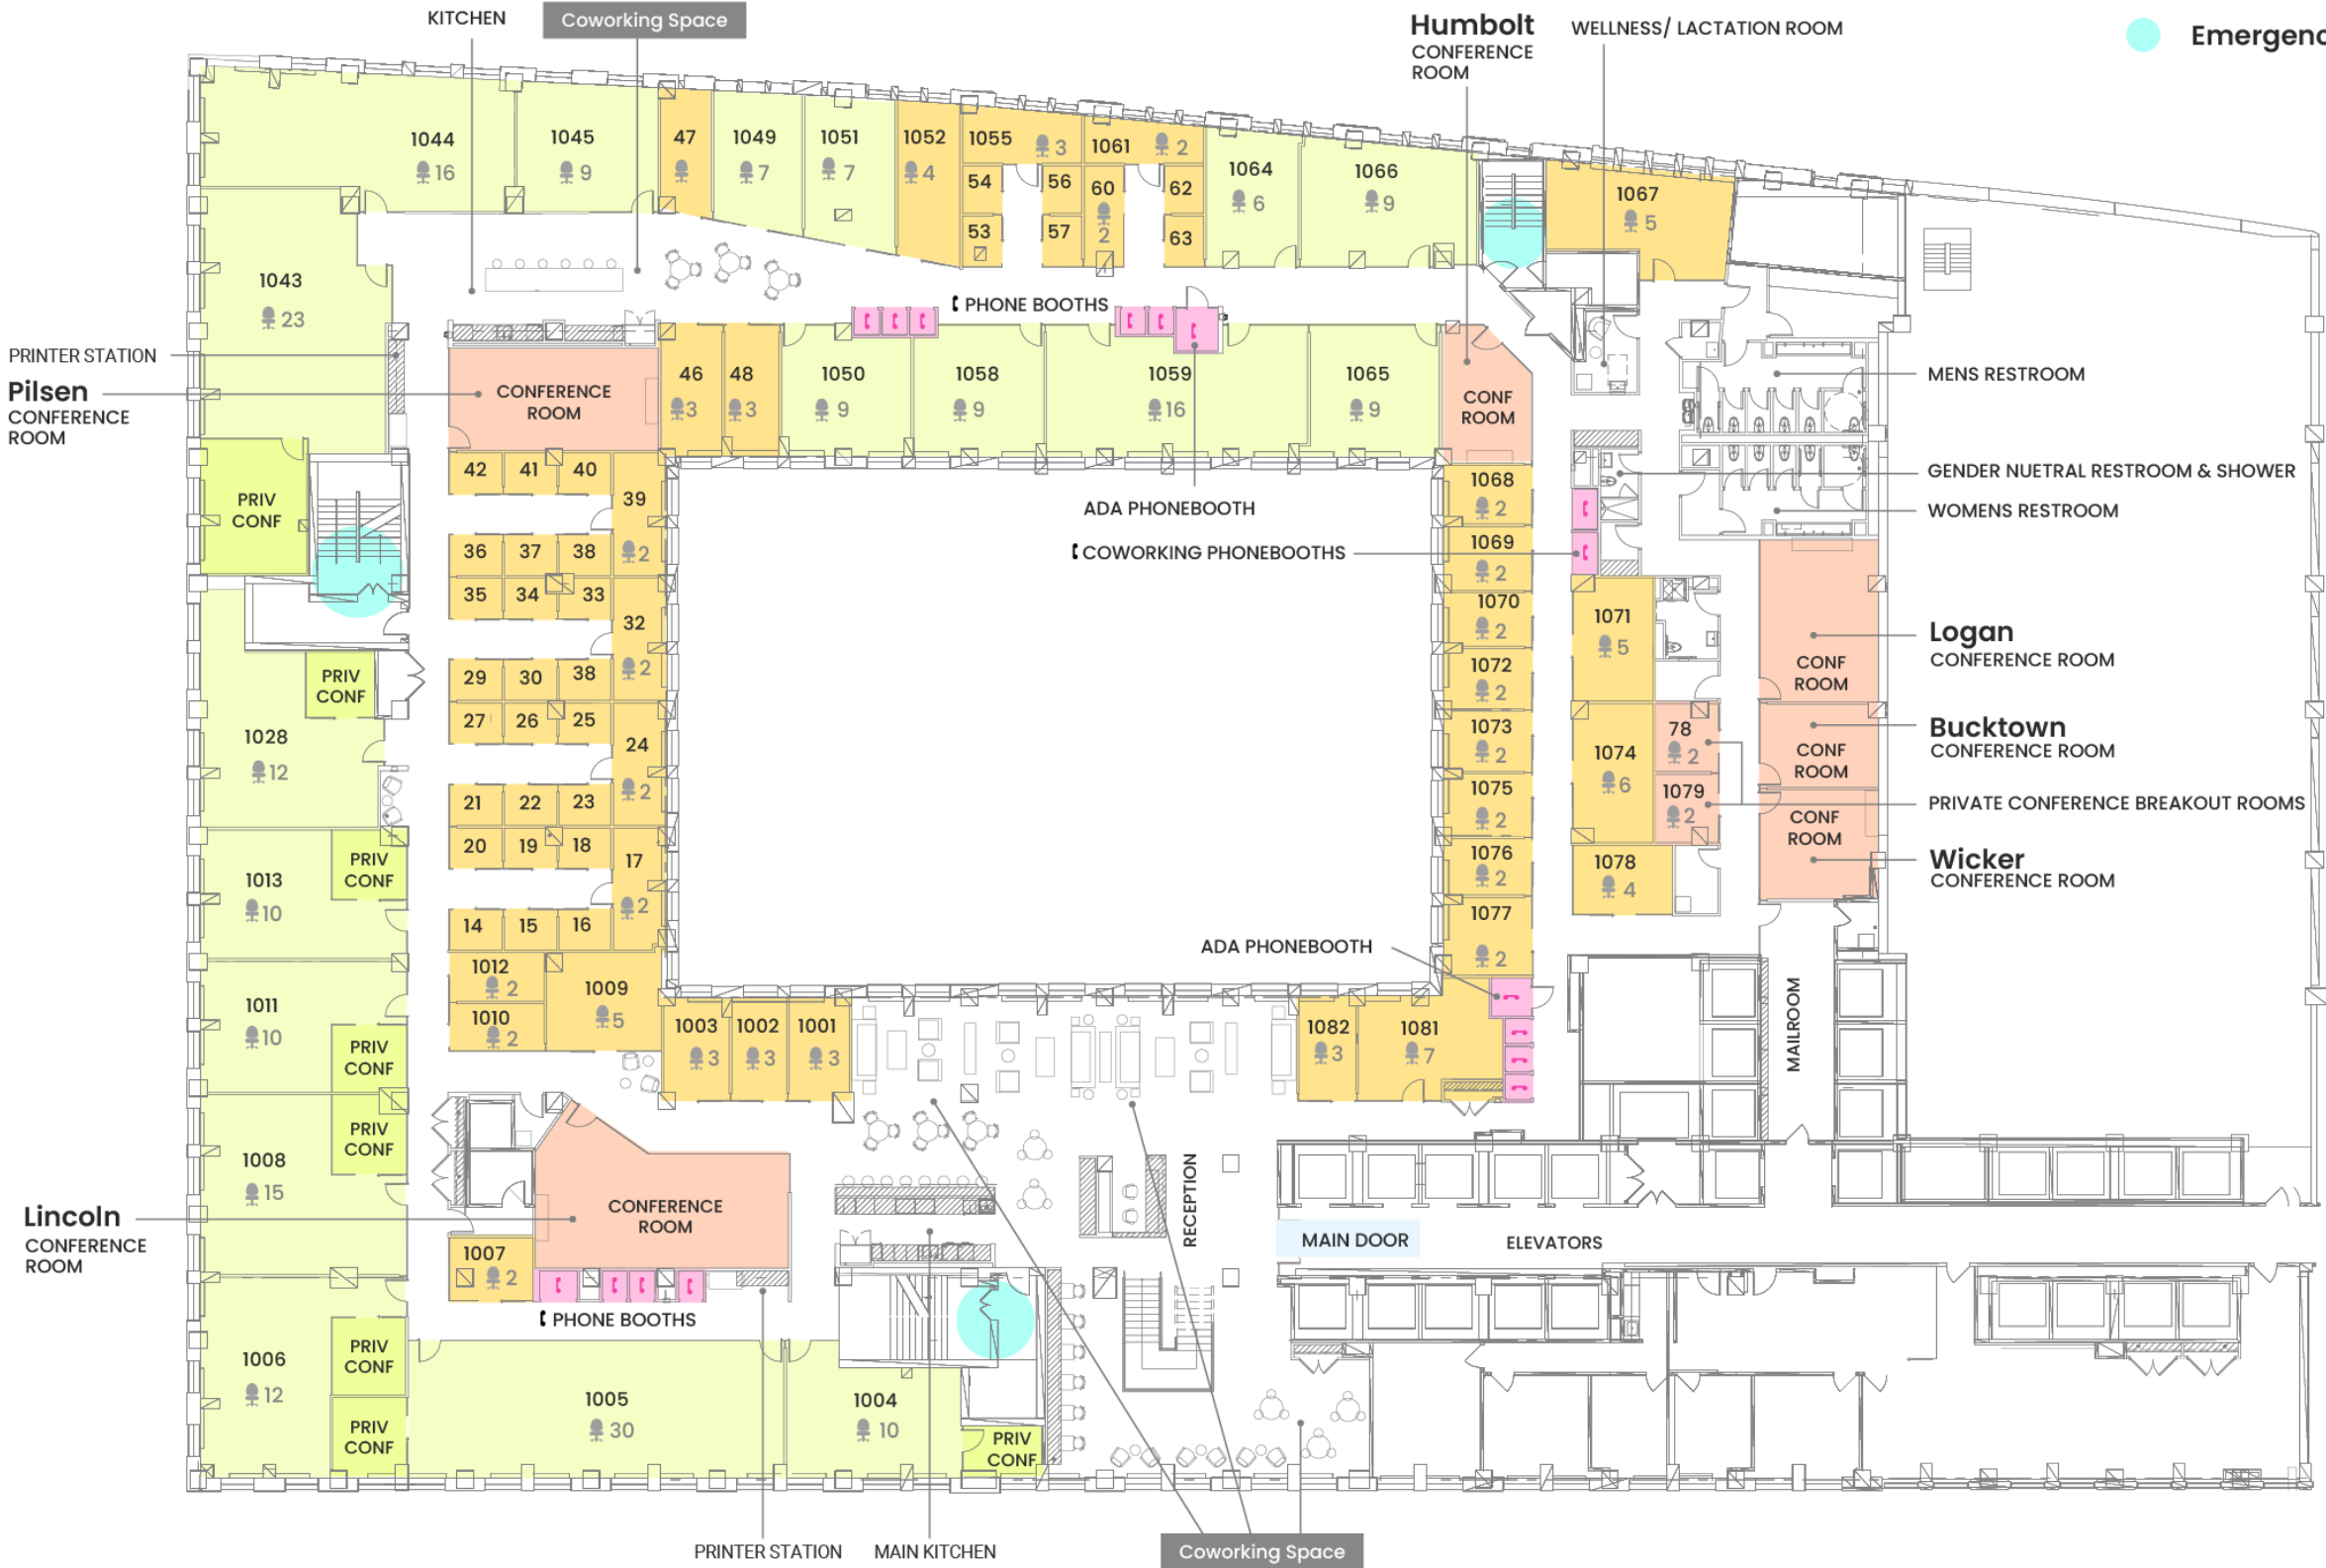 KITCHEN
Coworking Space
Humbolt
CONFERENCE
ROOM
WELLNESS/ LACTATION ROOM
Emergenc
1044
16
1045
9
47
1049
7
1051
7
1052
4
1055
3
1061
2
54
56
60
2
62
53
57
63
1064
6
1066
9
1067
5
1043
23
PHONE BOOTHS
PRINTER STATION
Pilsen
CONFERENCE
ROOM
CONFERENCE
ROOM
46
3
48
3
1050
9
1058
9
1059
16
1065
9
CONF
ROOM
MENS RESTROOM
GENDER NUETRAL RESTROOM & SHOWER
WOMENS RESTROOM
PRIV
CONF
42
41
40
39
2
36
37
38
35
34
33
32
2
29
30
38
27
26
25
24
2
21
22
23
20
19
18
17
2
14
15
16
ADA PHONEBOOTH
COWORKING PHONEBOOTHS
1068
2
1069
2
1070
2
1072
2
1073
2
1075
2
1076
2
1077
2
1071
5
1074
6
78
2
1079
2
1078
4
CONF
ROOM
Logan
CONFERENCE ROOM
CONF
ROOM
Bucktown
CONFERENCE ROOM
PRIVATE CONFERENCE BREAKOUT ROOMS
CONF
ROOM
Wicker
CONFERENCE ROOM
PRIV
CONF
1028
12
1013
10
PRIV
CONF
1011
10
PRIV
CONF
1012
2
1010
2
1009
5
1003
3
1002
3
1001
3
ADA PHONEBOOTH
1082
3
1081
7
MAILROOM
1008
15
PRIV
CONF
Lincoln
CONFERENCE
ROOM
CONFERENCE
ROOM
1007
2
PHONE BOOTHS
RECEPTION
MAIN DOOR
ELEVATORS
1006
12
PRIV
CONF
PRIV
CONF
1005
30
1004
10
PRIV
CONF
PRINTER STATION
MAIN KITCHEN
Coworking Space